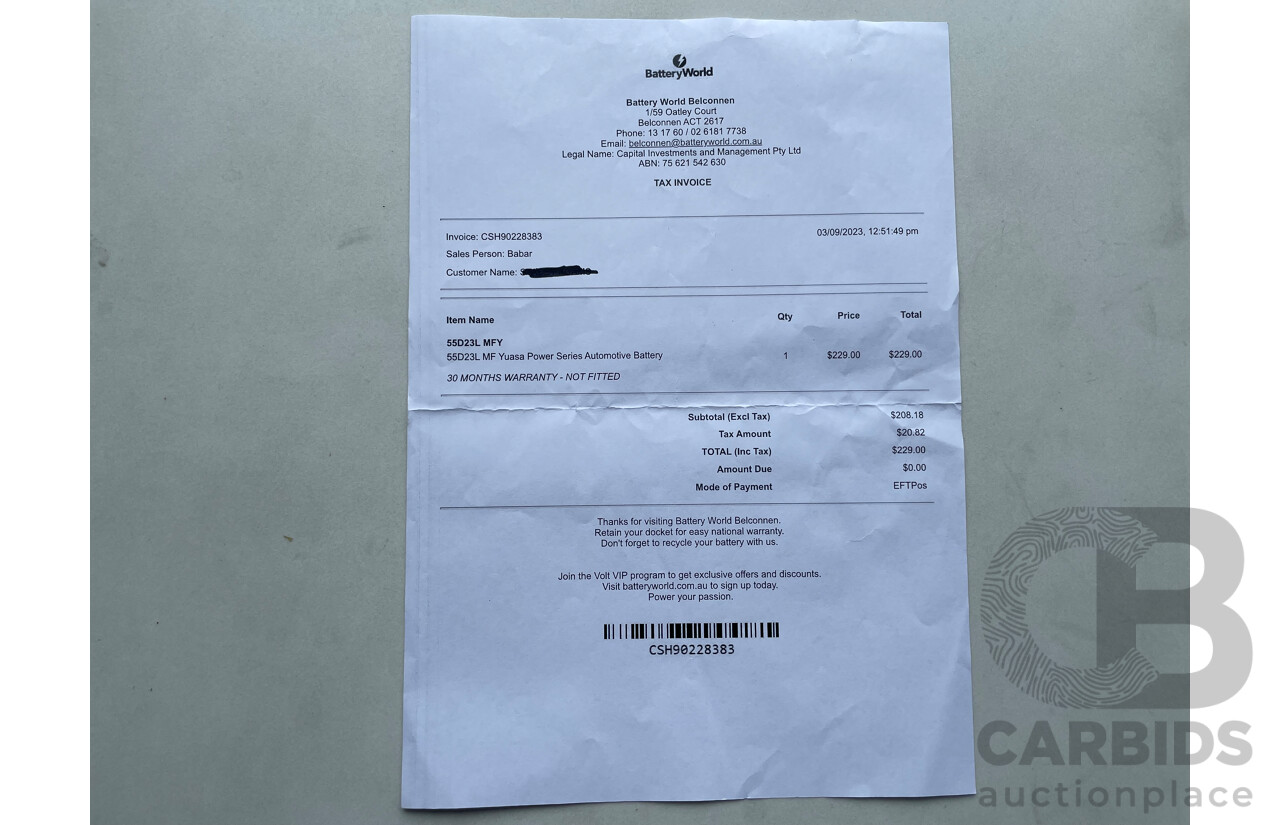 BatteryWorld
Battery World Belconnen
1/59 Oatley Court
Belconnen ACT 2617
Phone: 13 17 60 / 02 6181 7738
Email: belconnen@batteryworld.com.au
Legal Name: Capital Investments and Management Pty Ltd
ABN: 75 621 542 630
TAX INVOICE
Invoice: CSH90228383 03/09/2023, 12:51:49 pm
Sales Person: Babar
Customer Name:
Item Name Qty Price Total
55D23L MFY
55D23L MF Yuasa Power Series Automotive Battery 1 $229.00 $229.00
30 MONTHS WARRANTY - NOT FITTED
Subtotal (Excl Tax) $208.18
Tax Amount $20.82
TOTAL (Inc Tax) $229.00
Amount Due $0.00
Mode of Payment EFTPos
Thanks for visiting Battery World Belconnen.
Retain your docket for easy national warranty.
Don't forget to recycle your battery with us.
Join the Volt VIP program to get exclusive offers and discounts.
Visit batteryworld.com.au to sign up today.
Power your passion.
CSH90228383
CB
CARBIDS
auctionplace